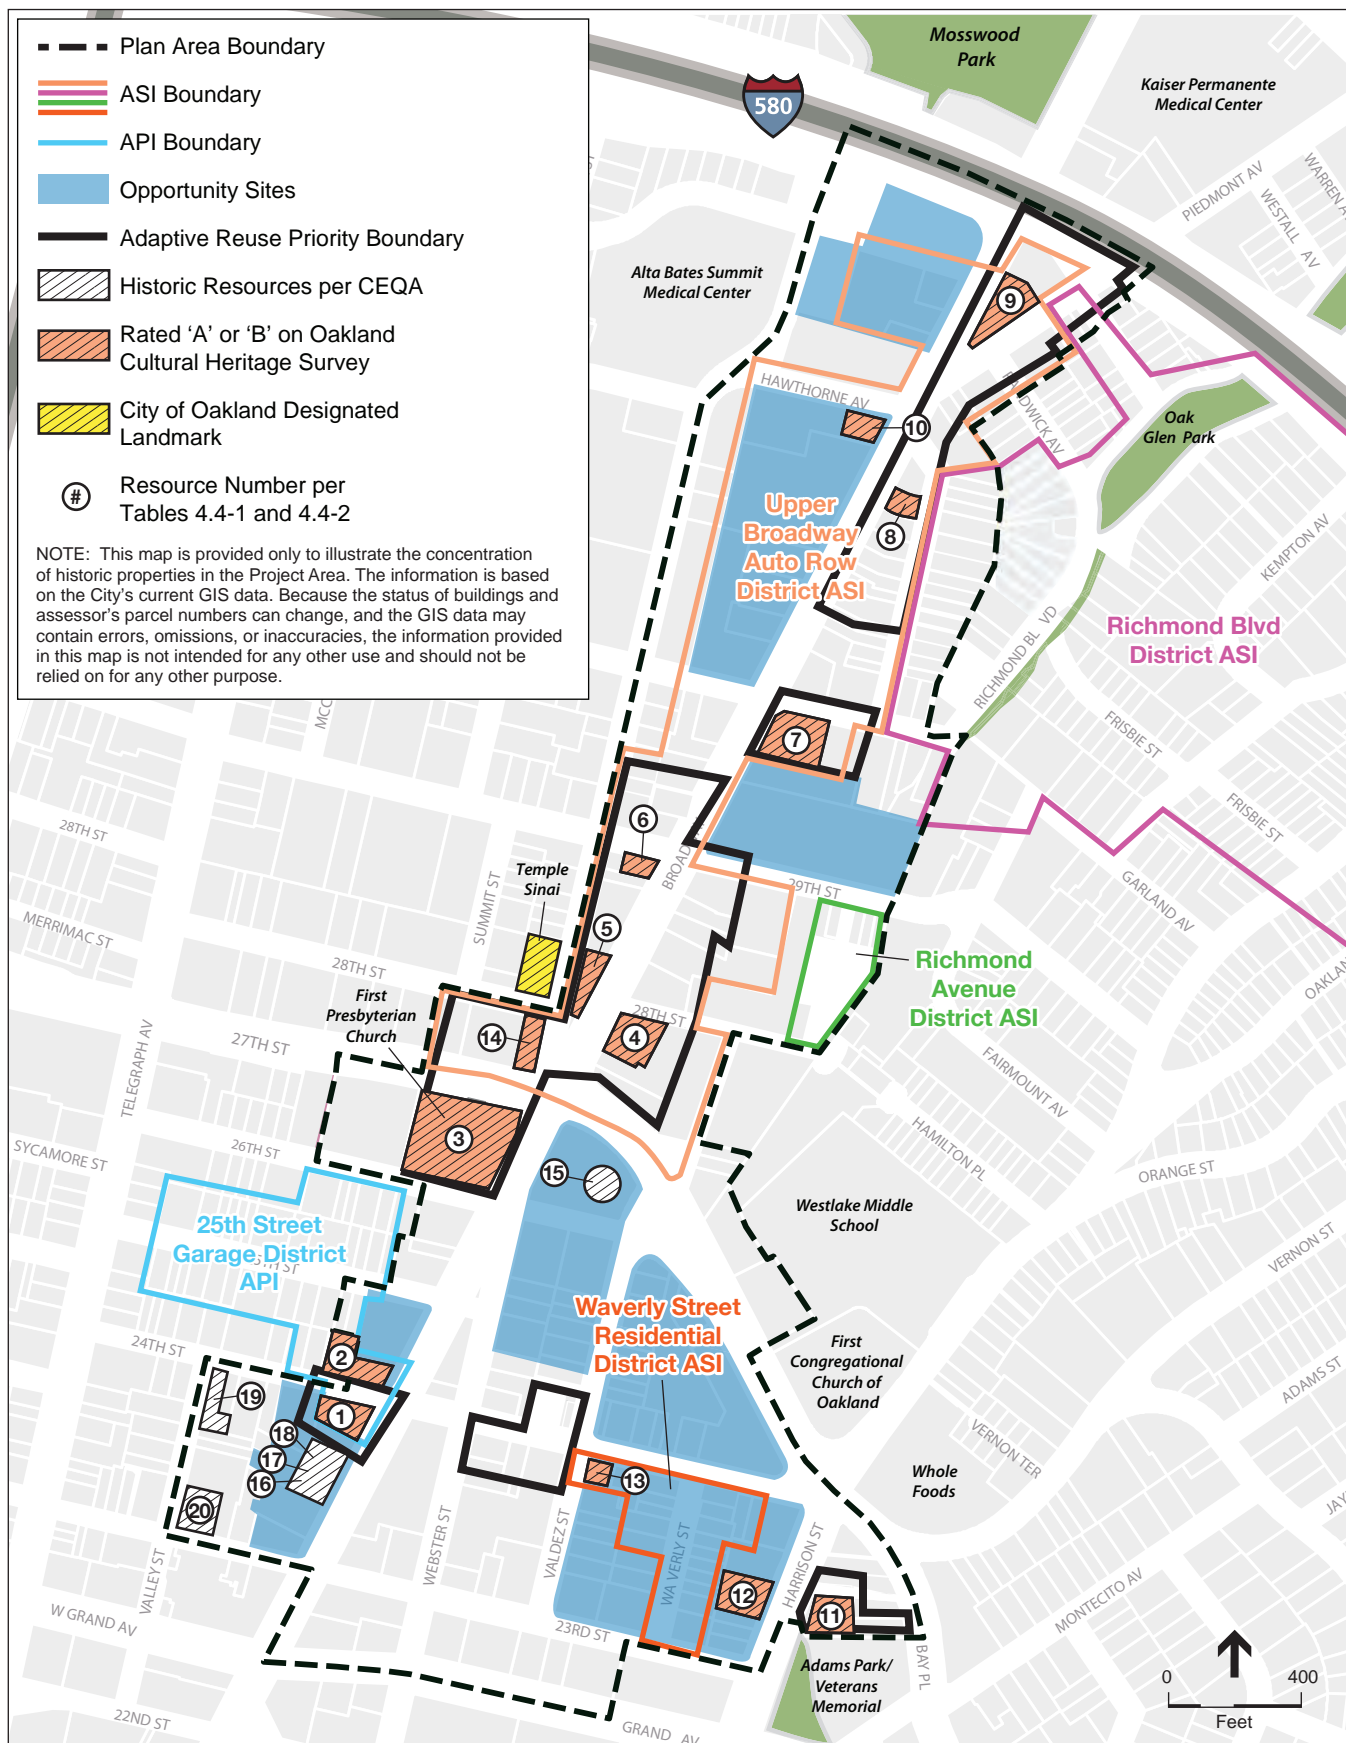 Plan Area Boundary
ASI Boundary
API Boundary
Opportunity Sites
Adaptive Reuse Priority Boundary
Historic Resources per CEQA
Rated ‘A’ or ‘B’ on Oakland
Cultural Heritage Survey
City of Oakland Designated
Landmark
#
Resource Number per
Tables 4.4-1 and 4.4-2
NOTE: This map is provided only to illustrate the concentration
of historic properties in the Project Area. The information is based
on the City’s current GIS data. Because the status of buildings and
assessor’s parcel numbers can change, and the GIS data may
contain errors, omissions, or inaccuracies, the information provided
in this map is not intended for any other use and should not be
relied on for any other purpose.
Mosswood
Park
580
Kaiser Permanente
Medical Center
PIEDMONT AV
WARREN A
WESTALL AV
ST
Alta Bates Summit
Medical Center
9
HAWTHORNE AV
10
Oak
Glen Park
Upper
Broadway
Auto Row
District ASI
8
KEMPTON AV
RICHMOND BL VD
Richmond Blvd
District ASI
MCC
FRISBIE ST
7
6
FRISBIE ST
28TH ST
BROAD
Temple
Sinai
29TH ST
GARLAND AV
SUMMIT ST
MERRIMAC ST
5
Richmond
Avenue
District ASI
OAKLAN
28TH ST
First
Presbyterian
Church
28TH ST
14
4
27TH ST
TELEGRAPH AV
FAIRMOUNT AV
HAMILTON PL
3
SYCAMORE ST
26TH ST
15
ORANGE ST
Westlake Middle
School
25th Street
Garage District
API
VERNON ST
Waverly Street
Residential
District ASI
24TH ST
2
First
Congregational
Church of
Oakland
ADAMS ST
19
1
18
17
16
13
VERNON TER
Whole
Foods
20
JAY
WEBSTER ST
VALDEZ ST
WA VERLY ST
HARRISON ST
VALLEY ST
12
11
MONTECITO AV
W GRAND AV
23RD ST
BAY PL
Adams Park/
Veterans
Memorial
22ND ST
GRAND AV
0 400
Feet